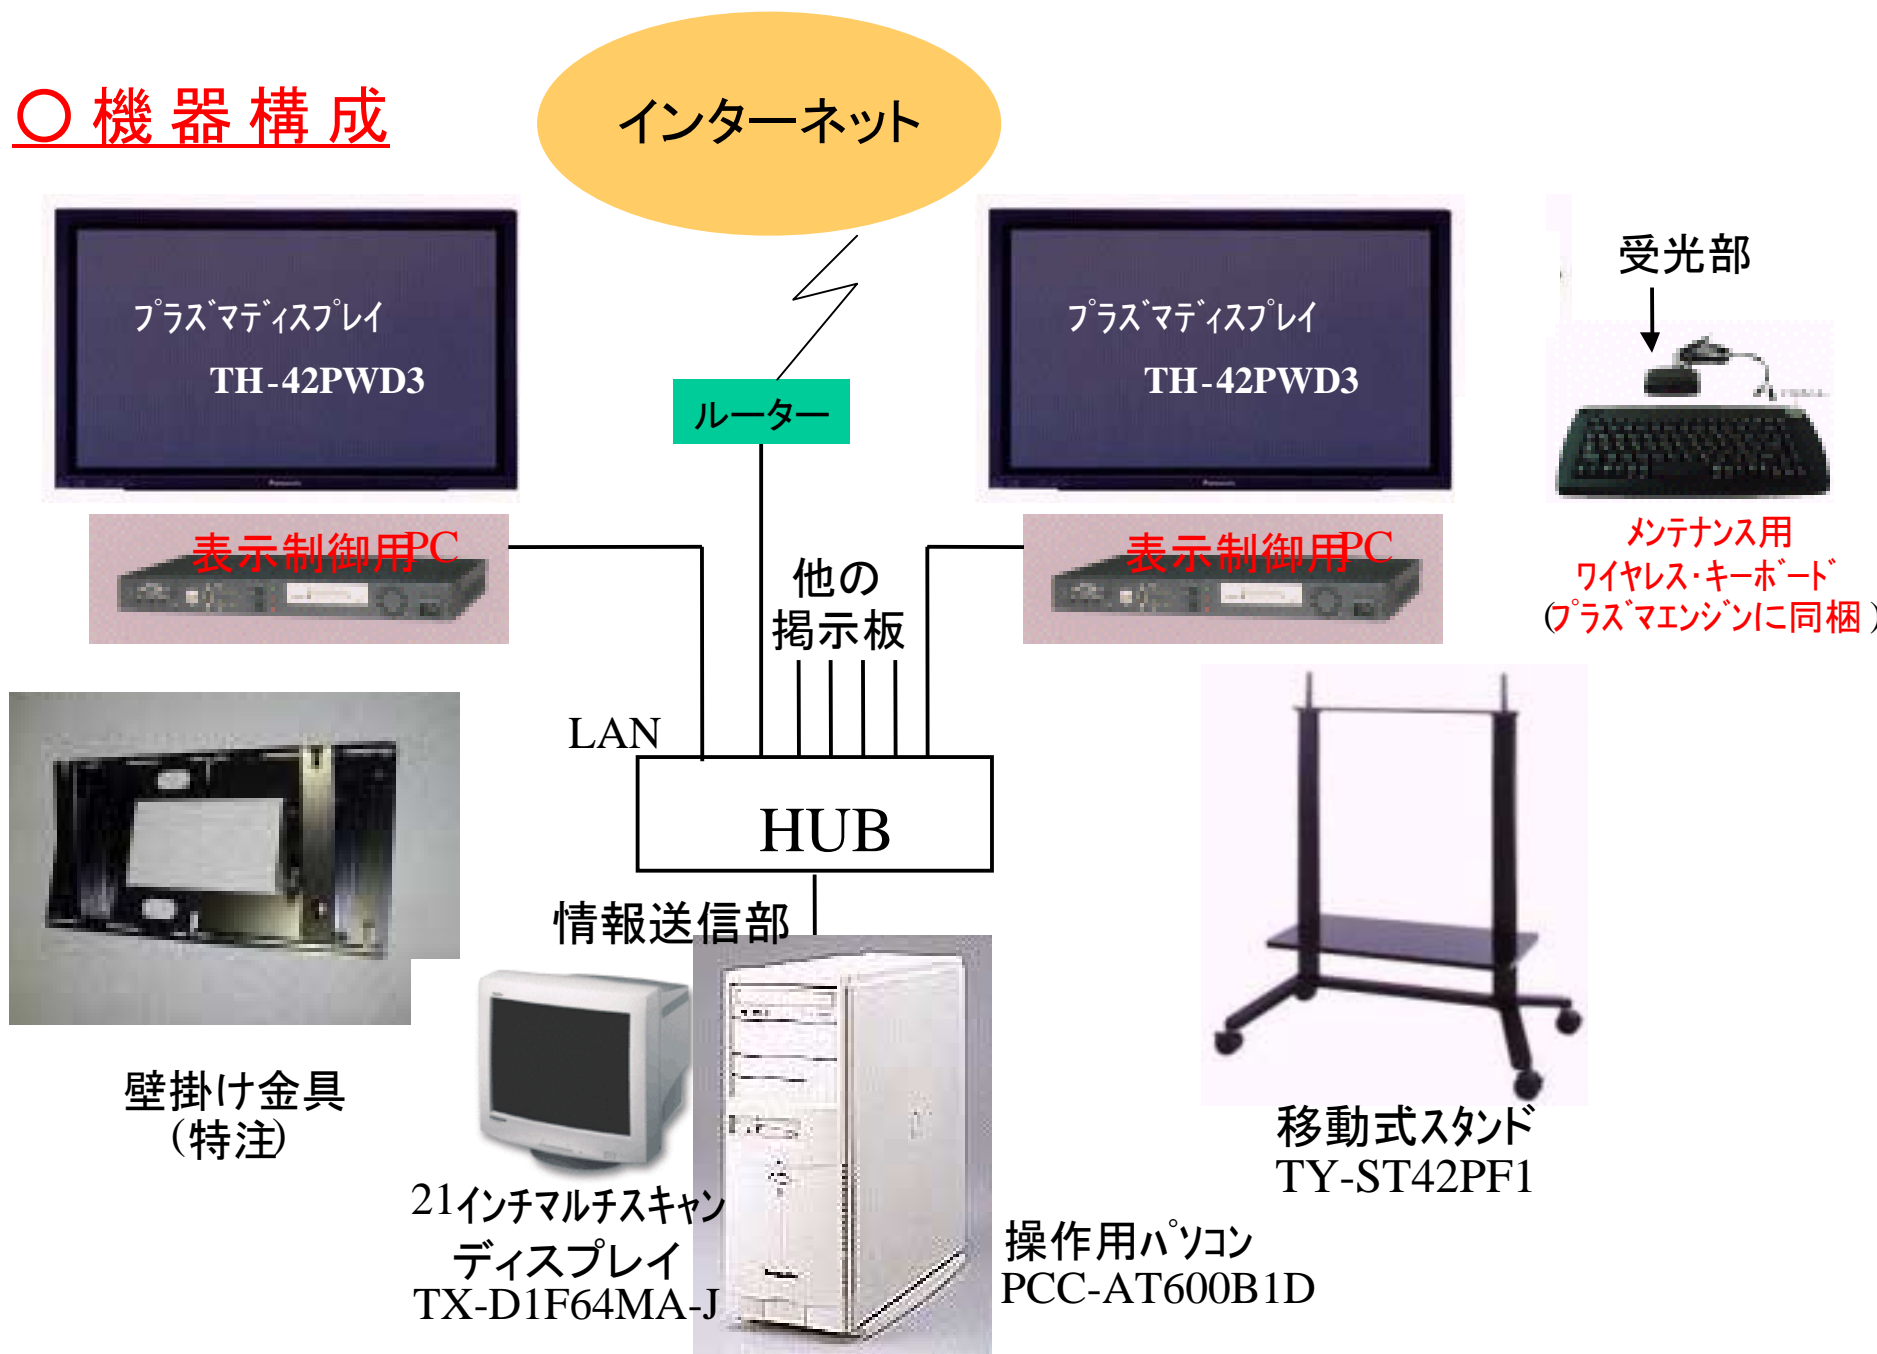 ○機器構成
インターネット
プラズマディスプレイ
TH-42PWD3
プラズマディスプレイ
TH-42PWD3
受光部
ルーター
表示制御用PC
表示制御用PC
メンテナンス用
ワイヤレス・キーボード
(プラズマエンジンに同梱)
他の
掲示板
LAN
HUB
情報送信部
壁掛け金具
(特注)
21インチマルチスキャン
ディスプレイ
TX-D1F64MA-J
操作用パソコン
PCC-AT600B1D
移動式スタンド
TY-ST42PF1
Panasonic
Panasonic